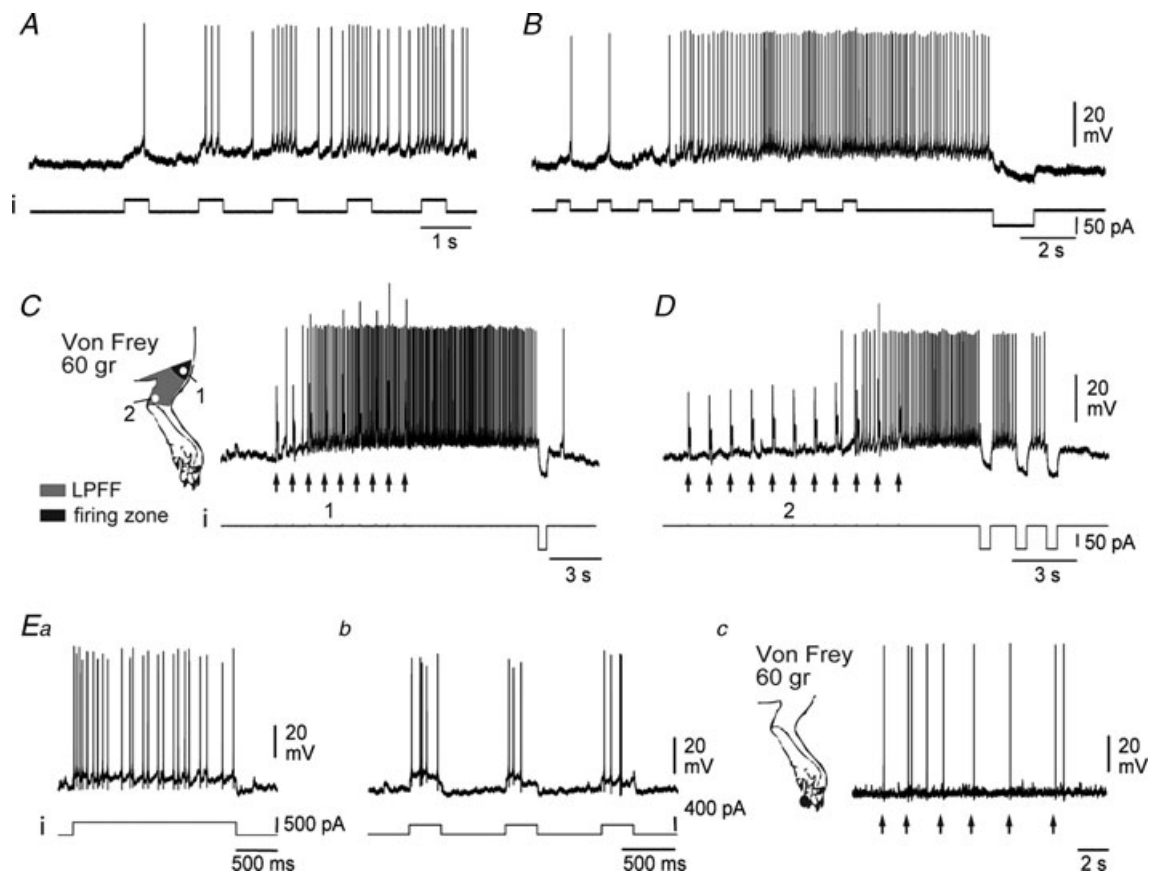 A
B
20
mV
i
1 s
50 pA
2 s
C
Von Frey
60 gr
1
2
LPFF
firing zone
i
1
3 s
D
20
mV
2
50 pA
3 s
Ea
b
c
20
mV
i
500 pA
500 ms
20
mV
400 pA
500 ms
Von Frey
60 gr
20
mV
2 s